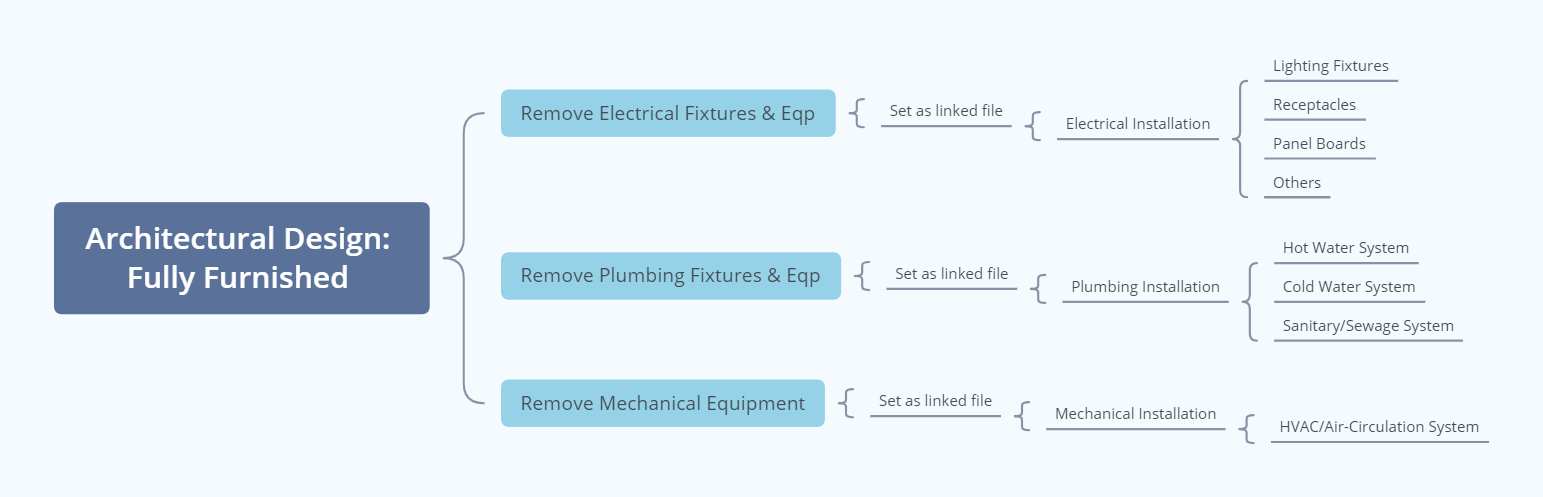 Architectural Design:
Fully Furnished
Remove Electrical Fixtures & Eqp
Set as linked file
Electrical Installation
Lighting Fixtures
Receptacles
Panel Boards
Others
Remove Plumbing Fixtures & Eqp
Set as linked file
Plumbing Installation
Hot Water System
Cold Water System
Sanitary/Sewage System
Remove Mechanical Equipment
Set as linked file
Mechanical Installation
HVAC/Air-Circulation System